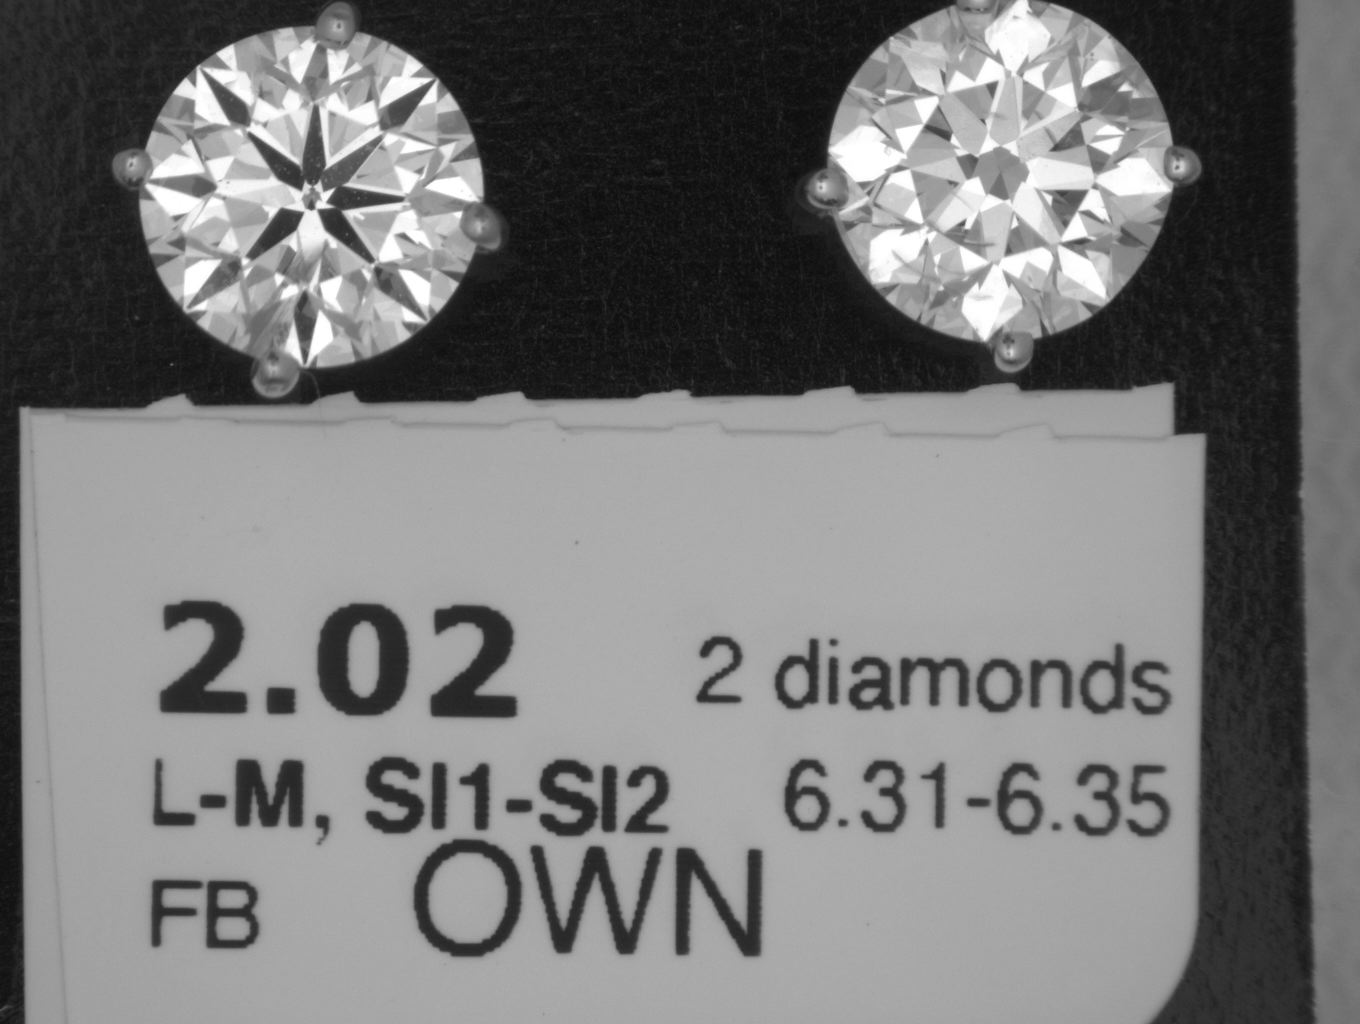 2.02 2 diamonds
L-M, SI1-SI2 6.31-6.35
FB OWN